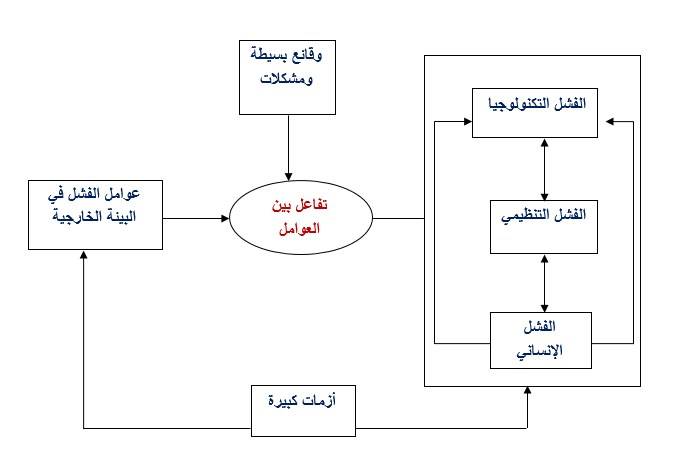 وقائع بسيطة
ومشكلات
الفشل التكنولوجيا
عوامل الفشل في
البيئة الخارجية
تفاعل بين
العوامل
الفشل التنظيمي
الفشل
الإنساني
أزمات كبيرة